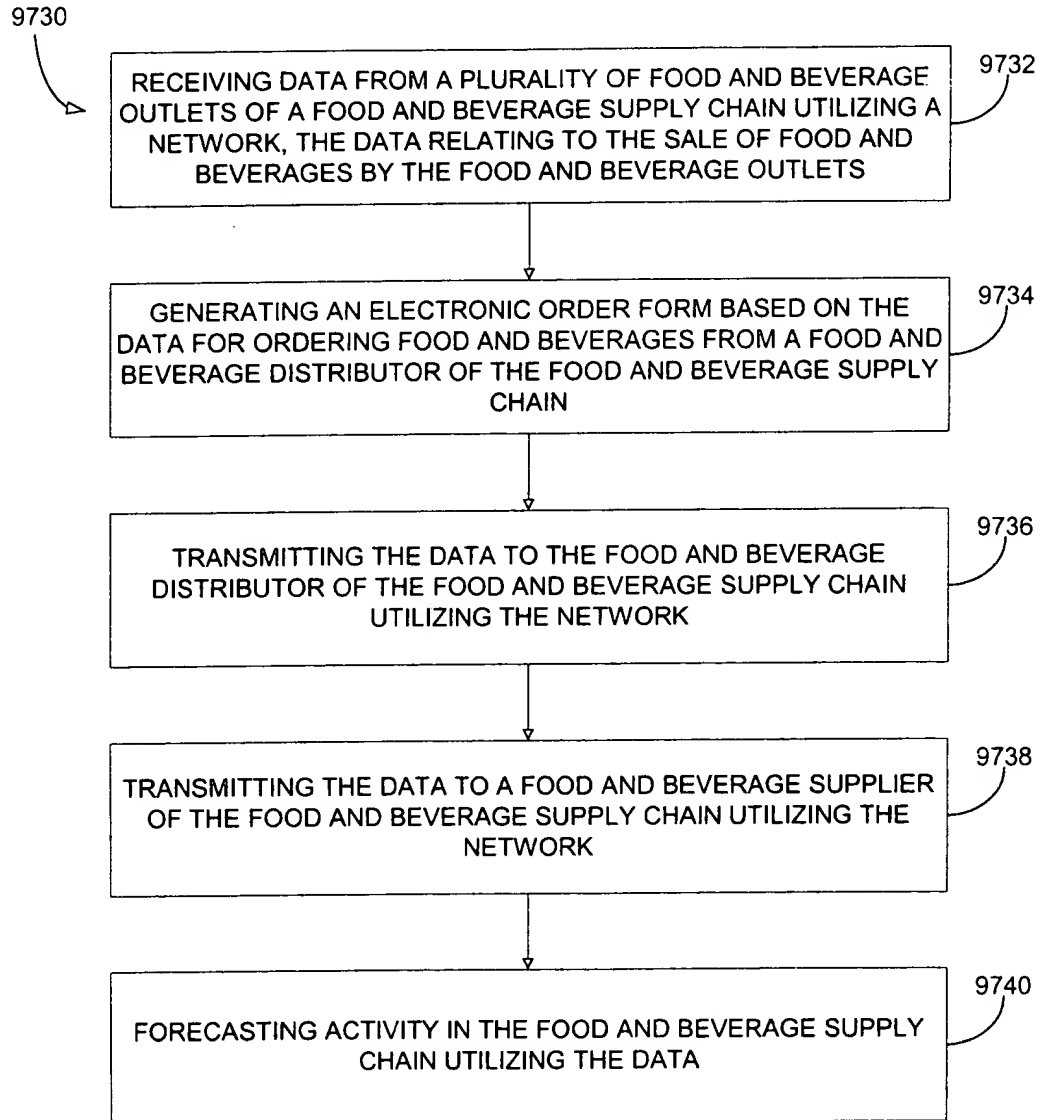 9730
RECEIVING DATA FROM A PLURALITY OF FOOD AND BEVERAGE
OUTLETS OF A FOOD AND BEVERAGE SUPPLY CHAIN UTILIZING A
NETWORK, THE DATA RELATING TO THE SALE OF FOOD AND
BEVERAGES BY THE FOOD AND BEVERAGE OUTLETS
9732
GENERATING AN ELECTRONIC ORDER FORM BASED ON THE
DATA FOR ORDERING FOOD AND BEVERAGES FROM A FOOD AND
BEVERAGE DISTRIBUTOR OF THE FOOD AND BEVERAGE SUPPLY
CHAIN
9734
TRANSMITTING THE DATA TO THE FOOD AND BEVERAGE
DISTRIBUTOR OF THE FOOD AND BEVERAGE SUPPLY CHAIN
UTILIZING THE NETWORK
9736
TRANSMITTING THE DATA TO A FOOD AND BEVERAGE SUPPLIER
OF THE FOOD AND BEVERAGE SUPPLY CHAIN UTILIZING THE
NETWORK
9738
FORECASTING ACTIVITY IN THE FOOD AND BEVERAGE SUPPLY
CHAIN UTILIZING THE DATA
9740